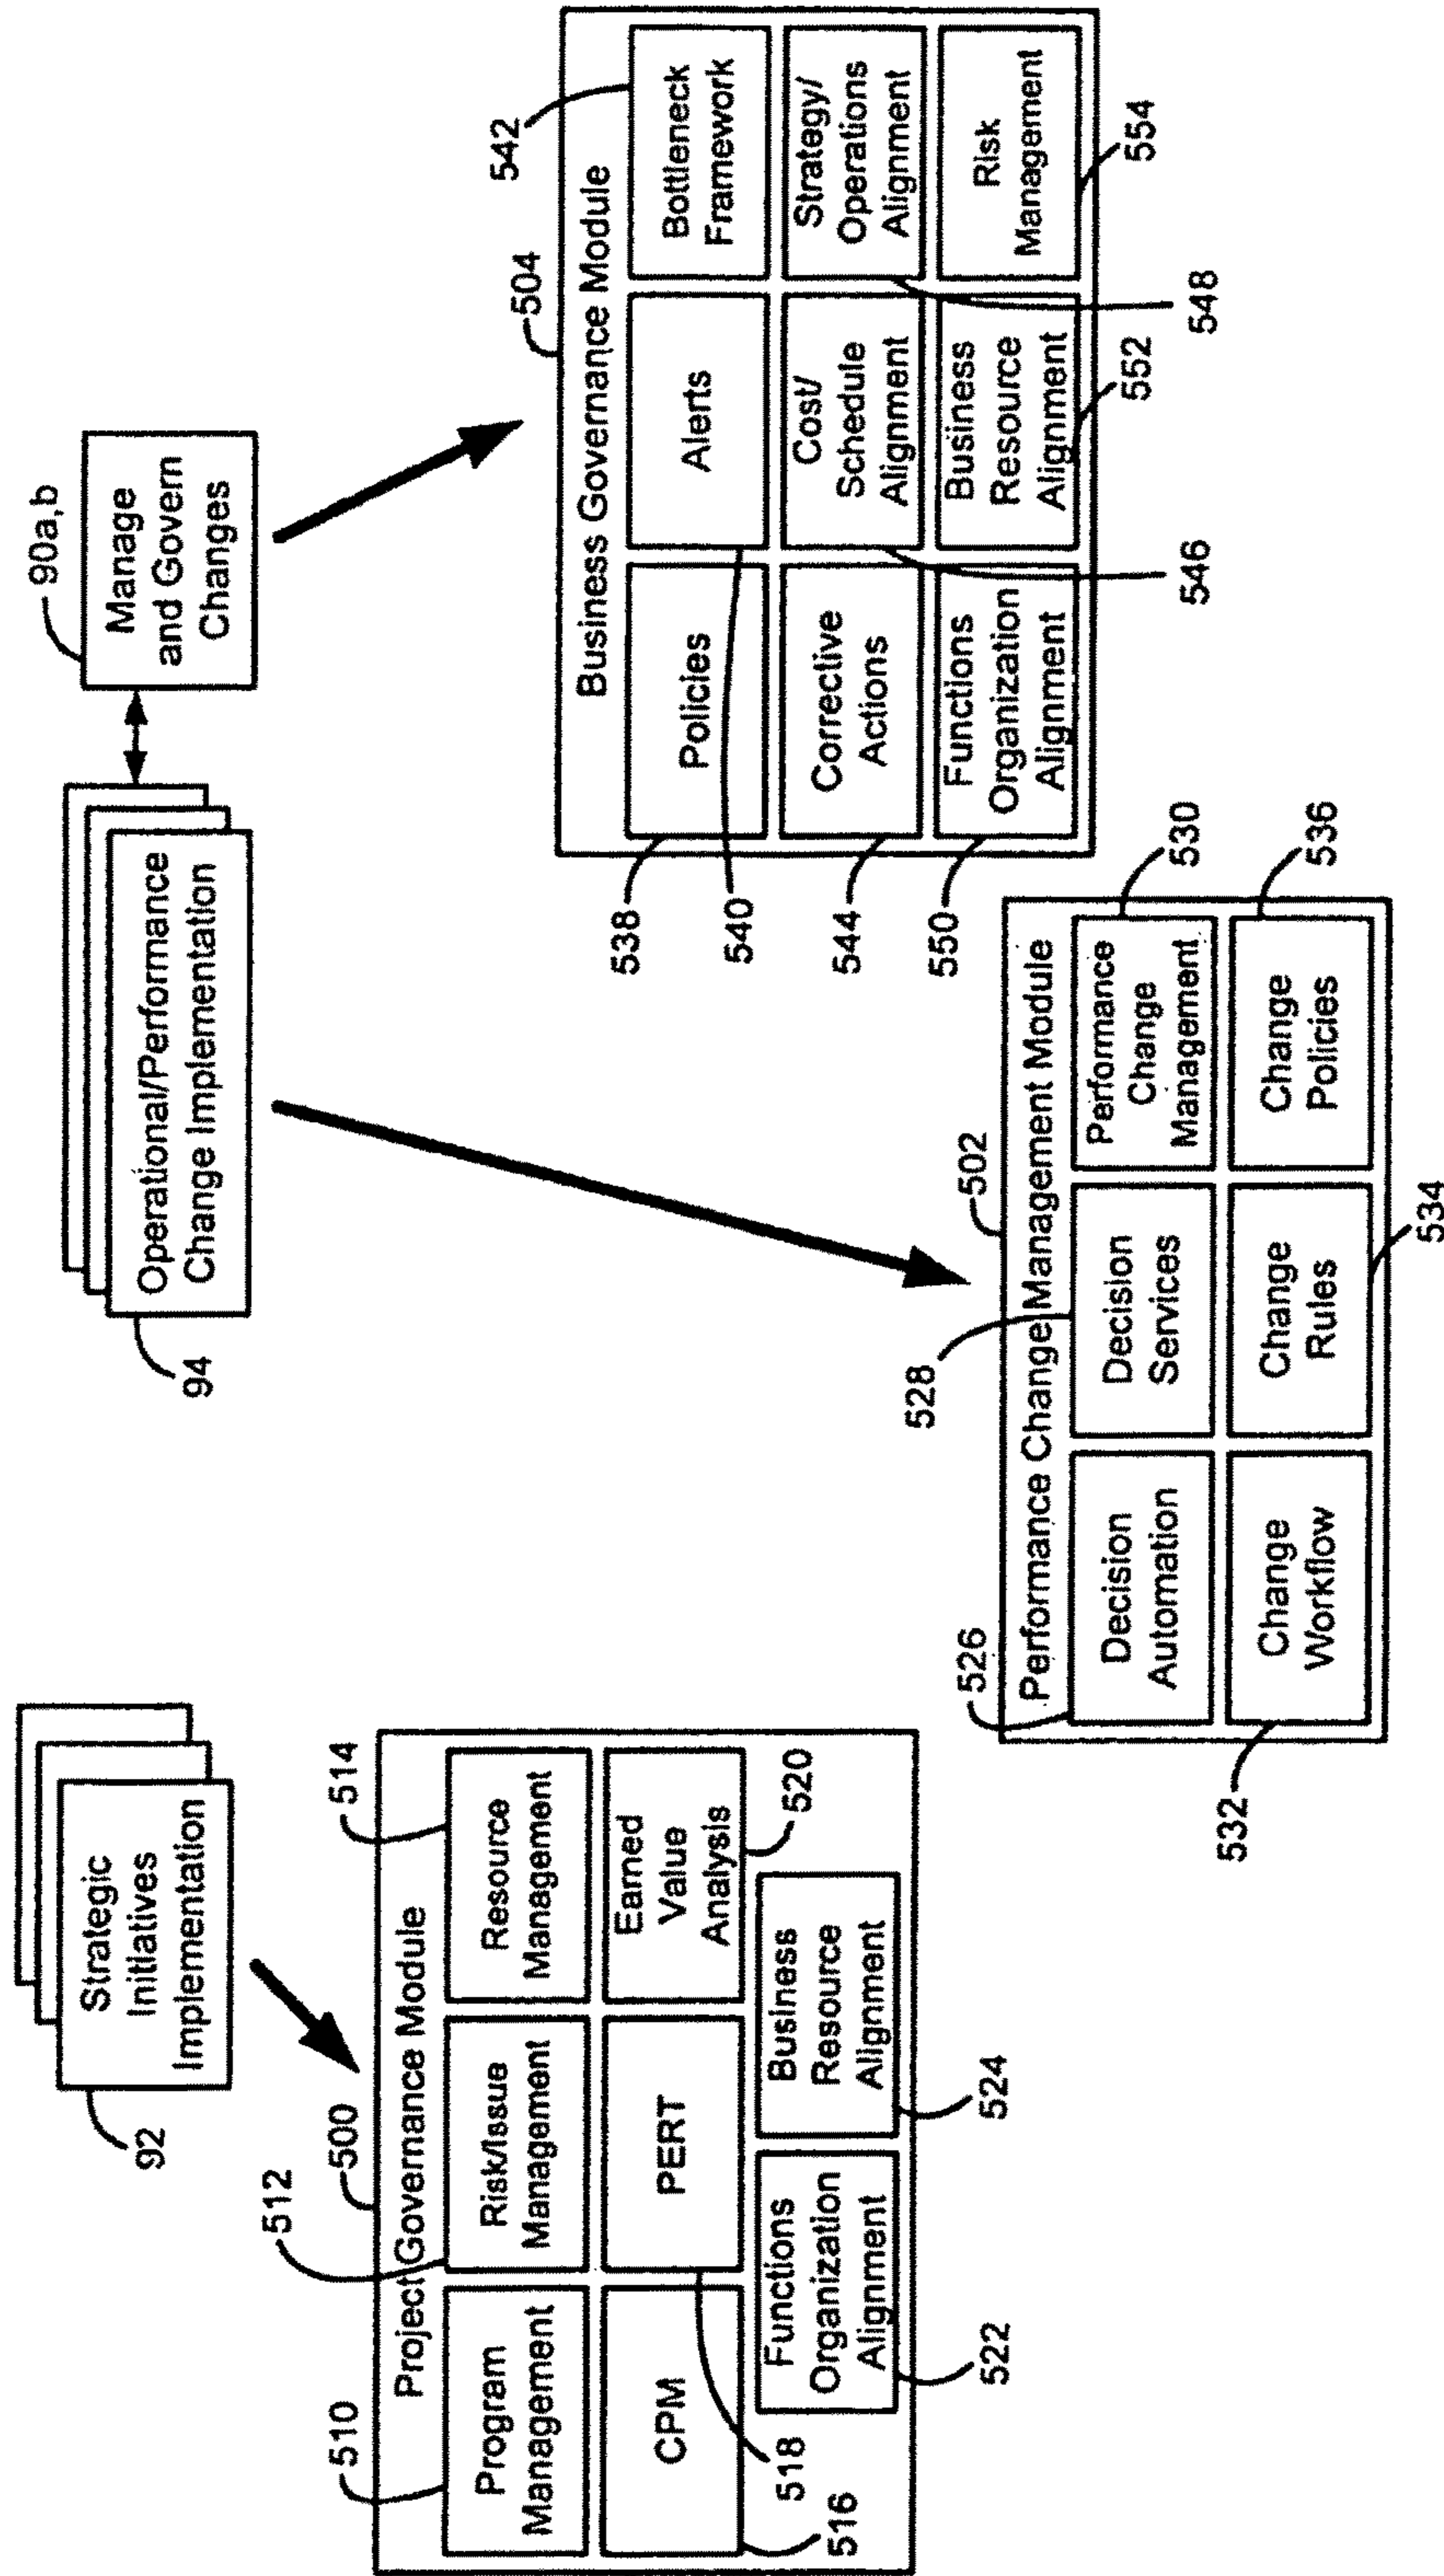 92
Strategic
Initiatives
Implementation
94
Operational/Performance
Change Implementation
90a,b
Manage
and Govern
Changes
500
Project Governance Module
510
Program
Management
512
Risk/Issue
Management
514
Resource
Management
CPM
516
PERT
518
Earned
Value
Analysis
520
Functions
Organization
Alignment
522
Business
Resource
Alignment
524
502
Performance Change Management Module
526
Decision
Automation
528
Decision
Services
Performance
Change
Management
530
Change
Workflow
532
Change
Rules
534
Change
Policies
536
504
Business Governance Module
Policies
538
Alerts
540
542
Bottleneck
Framework
Corrective
Actions
544
Cost/
Schedule
Alignment
546
Strategy/
Operations
Alignment
548
Functions
Organization
Alignment
550
Business
Resource
Alignment
552
Risk
Management
554